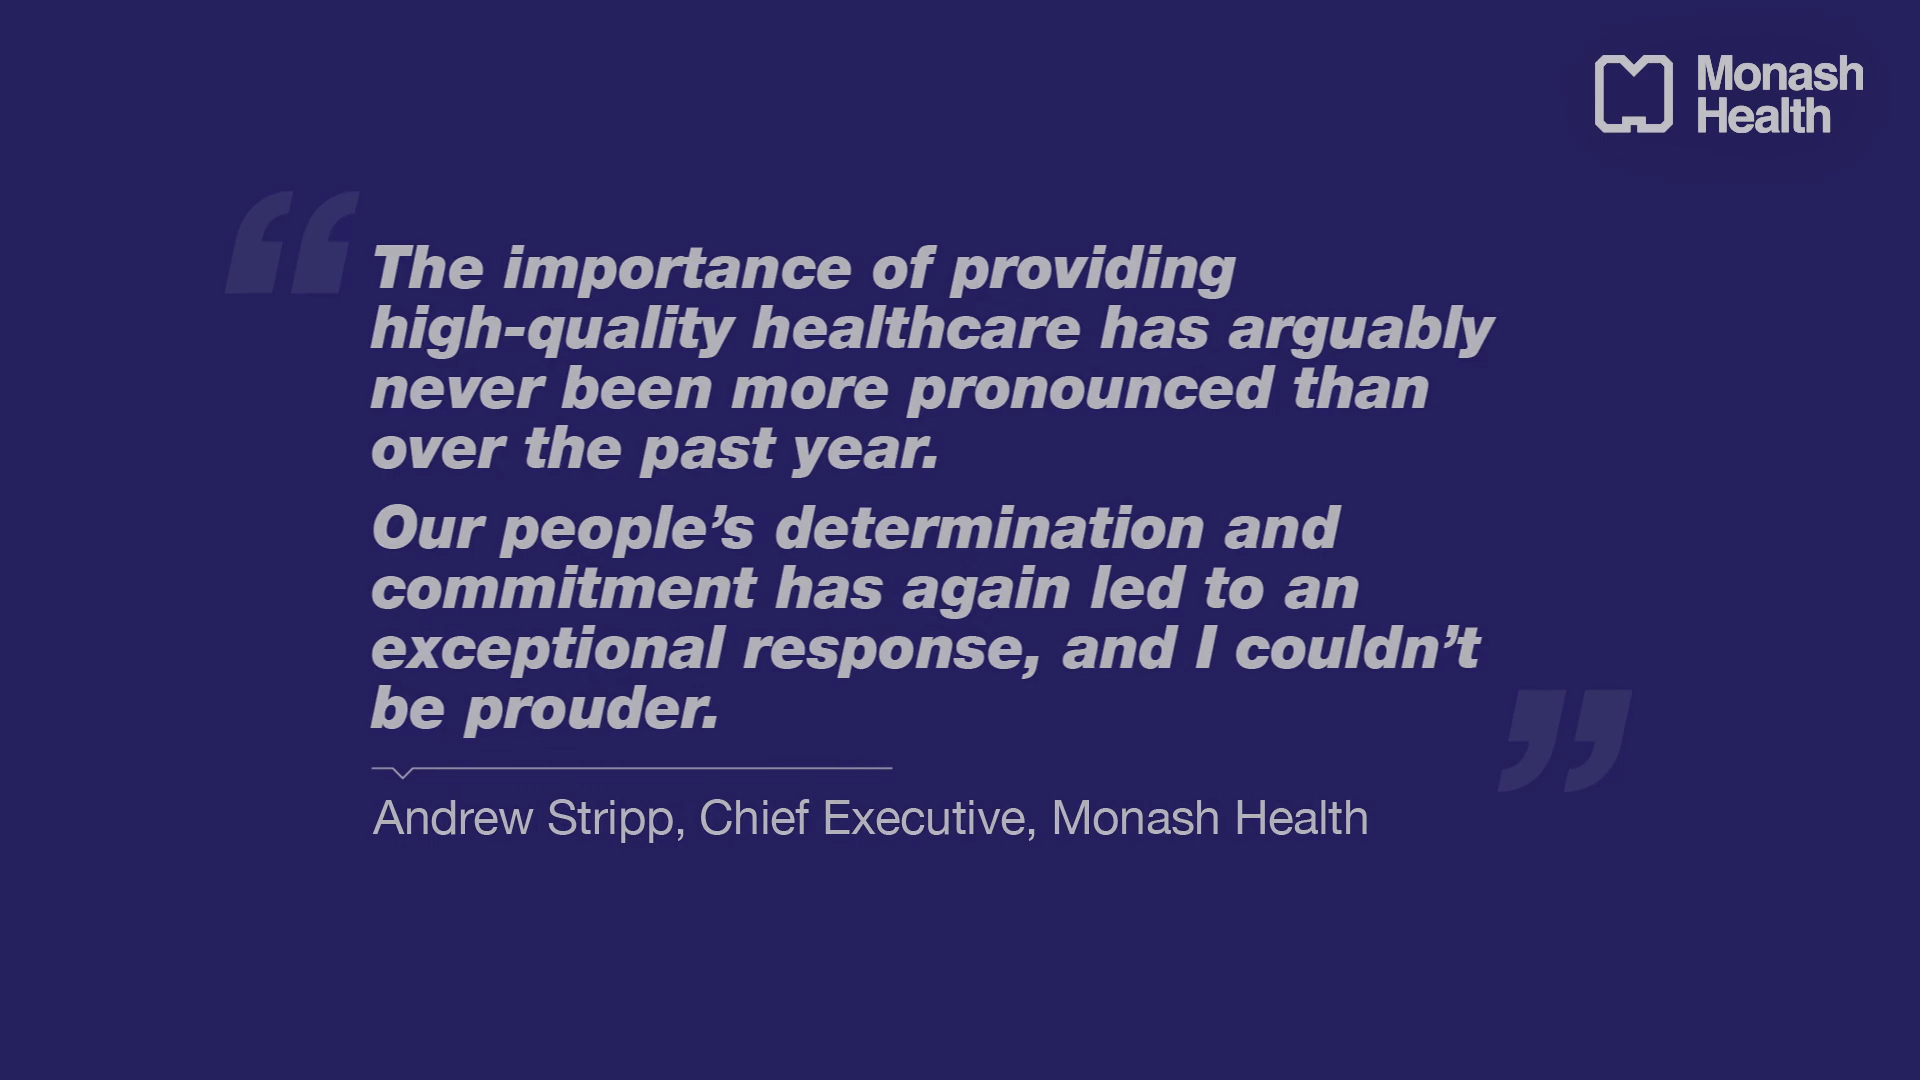 Monash
Health
“The importance of providing
high-quality healthcare has arguably
never been more pronounced than
over the past year.
Our people’s determination and
commitment has again led to an
exceptional response, and I couldn’t
be prouder.”
Andrew Stripp, Chief Executive, Monash Health